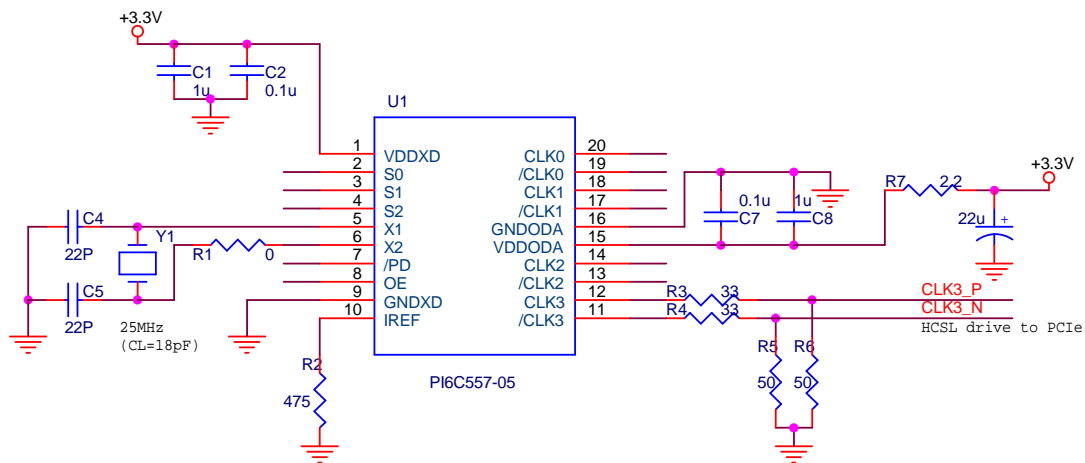 +3.3V
C1
1u
C2
0.1u
U1
1 VDDXD CLK0 20
2 S0 /CLK0 19
3 S1 CLK1 18
4 S2 /CLK1 17
5 X1 GNDODA 16
6 X2 VDDODA 15
7 /PD CLK2 14
8 OE /CLK2 13
9 GNDXD CLK3 12
10 IREF /CLK3 11
PI6C557-05
C4
22P
Y1
C5
22P
25MHz
(CL=18pF)
R1 0
R2
475
0.1u
C7
1u
C8
R7 2.2
+3.3V
22u +
R3 33
R4 33
CLK3_P
CLK3_N
HCSL drive to PCIe
R5
50
R6
50